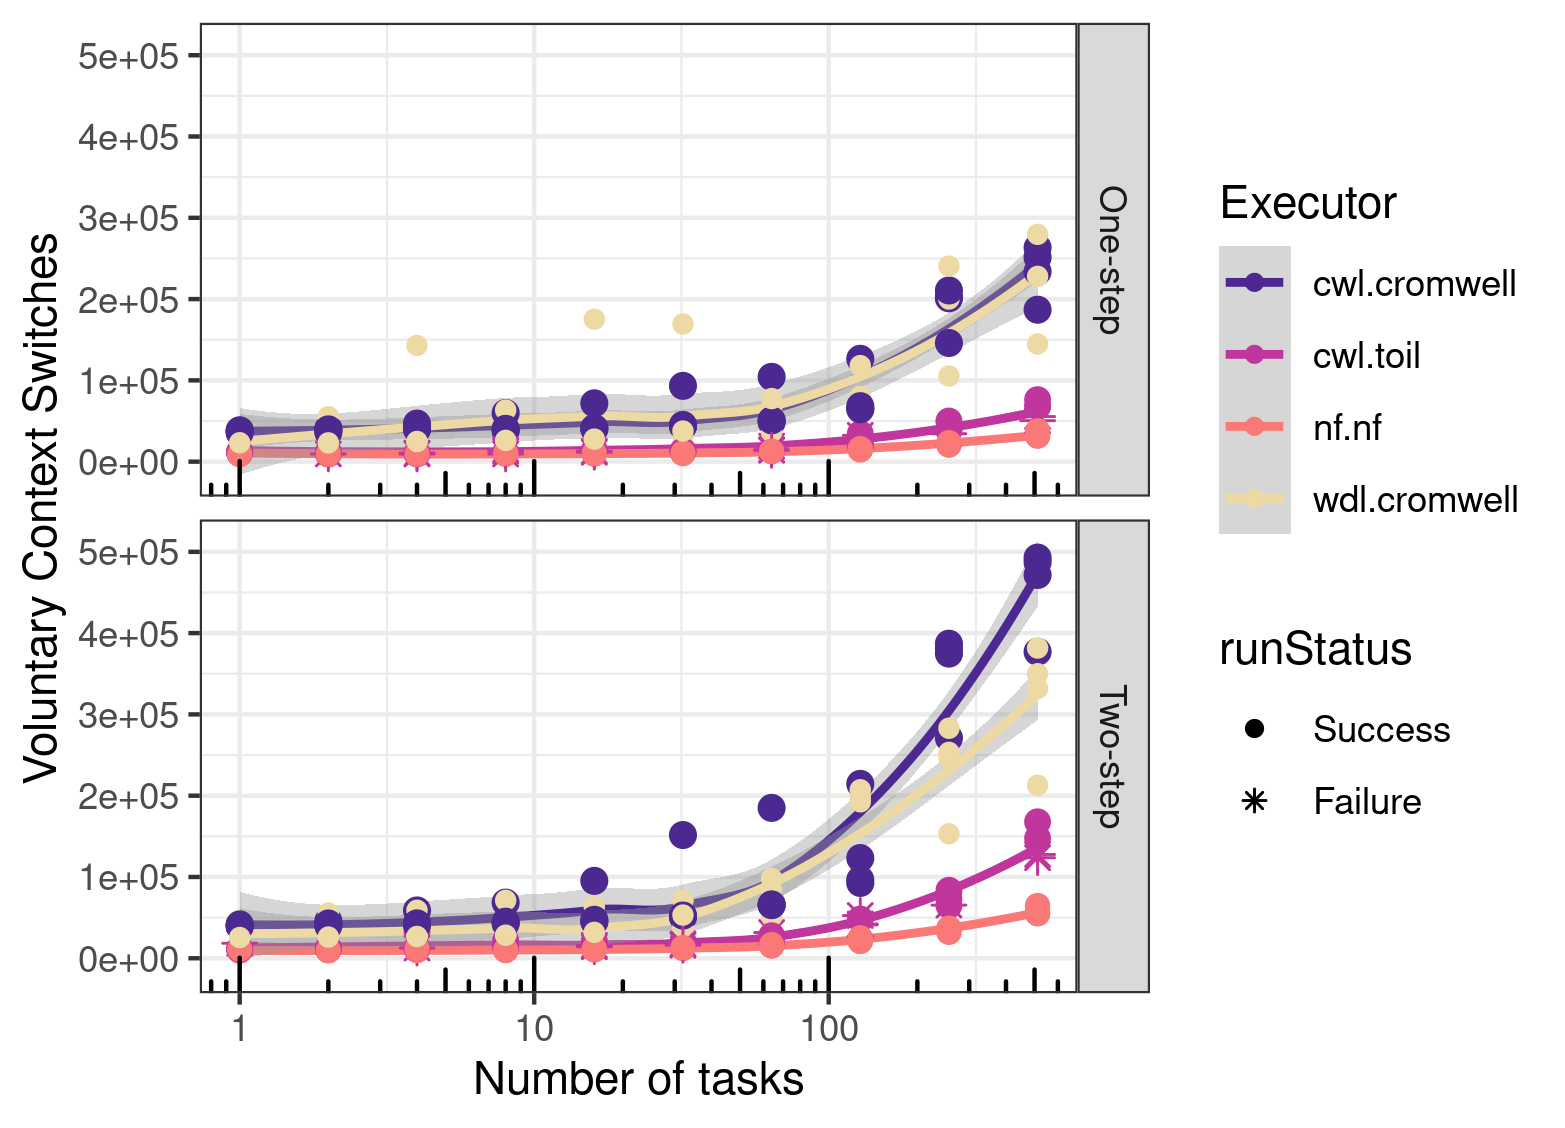 Voluntary Context Switches
5e+05
4e+05
3e+05
2e+05
1e+05
0e+00
One-step
5e+05
4e+05
3e+05
2e+05
1e+05
0e+00
Two-step
1
10
100
Number of tasks
Executor
cwl.cromwell
cwl.toil
nf.nf
wdl.cromwell
runStatus
Success
Failure